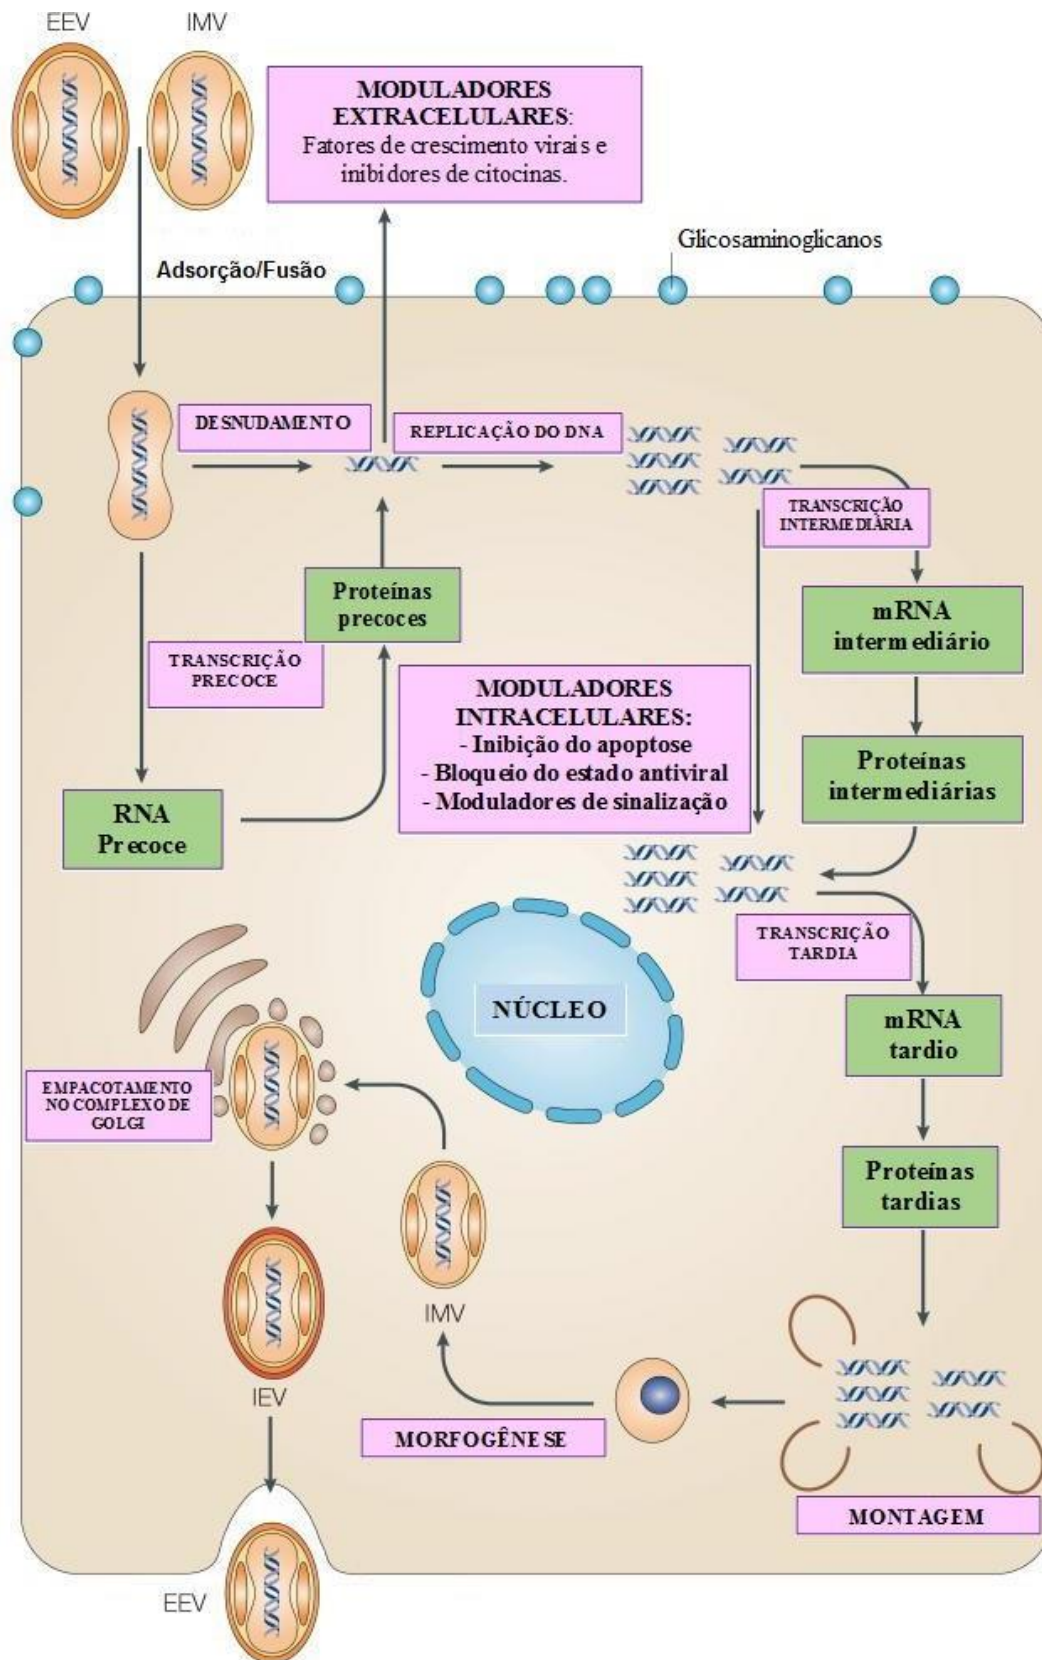 EEV
IMV
MODULADORES
EXTRACELULARES:
Fatores de crescimento virais e
inibidores de citocinas.
Glicosaminoglicanos
Adsorção/Fusão
DESNUDAMENTO
REPLICAÇÃO DO DNA
TRANSCRIÇÃO
INTERMEDIÁRIA
Proteínas
precoces
mRNA
intermediário
TRANSCRIÇÃO
PRECOCE
MODULADORES
INTRACELULARES:
- Inibição do apoptose
- Bloqueio do estado antiviral
- Moduladores de sinalização
Proteínas
intermediárias
RNA
Precoce
TRANSCRIÇÃO
TARDIA
NÚCLEO
mRNA
tardio
EMPACOTAMENTO
NO COMPLEXO DE
GOLGI
Proteínas
tardias
IMV
IEV
MORFOGÊNESE
MONTAGEM
EEV